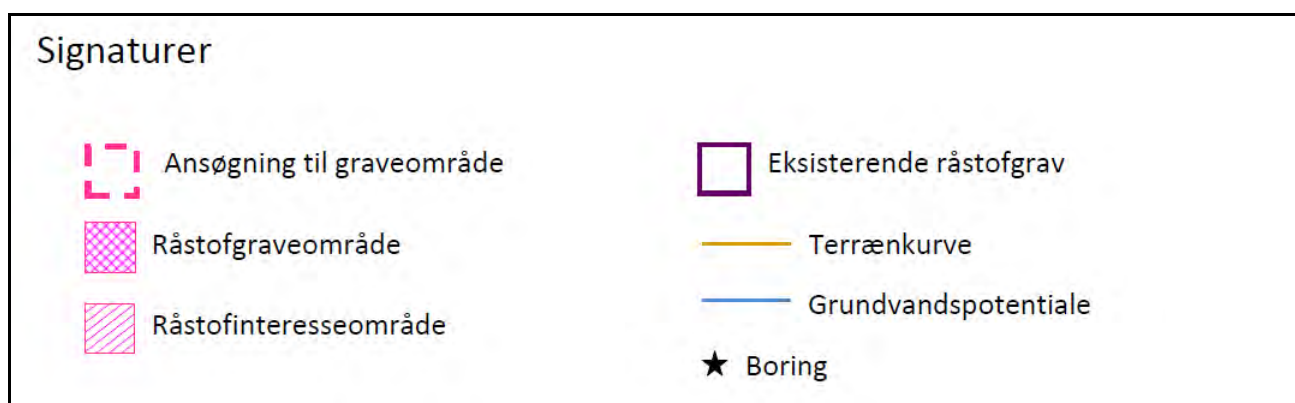 Signaturer
Ansøgning til graveområde
Råstofgraveområde
Råstofinteresseområde
Eksisterende råstofgrav
Terrænkurve
Grundvandspotentiale
Boring